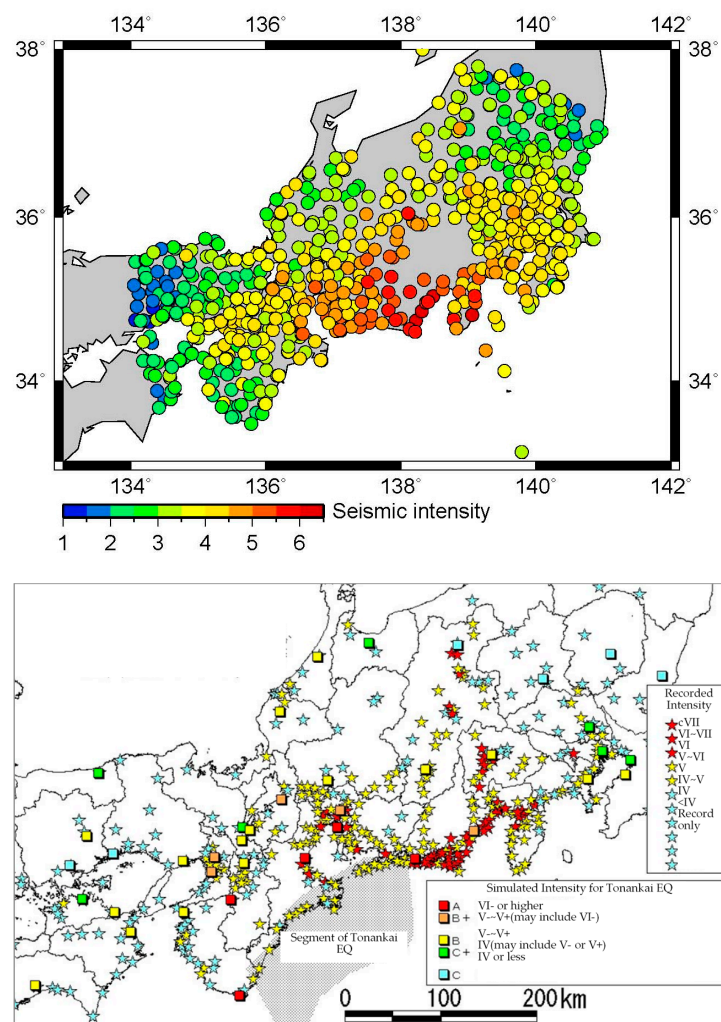 134° 136° 138° 140° 142°
38° 38°
36° 36°
34° 34°
134° 136° 138° 140° 142°
Seismic intensity
1 2 3 4 5 6
Recorded
Intensity
cVII
VI~VII
VI
V~VI
V
IV~V
IV
<IV
Record
only
Simulated Intensity for Tonankai EQ
A VI- or higher
B + V-~V+(may include VI-)
V-~V+
B IV(may include V- or V+)
C + IV or less
C
Segment of Tonankai
EQ
0 100 200 km